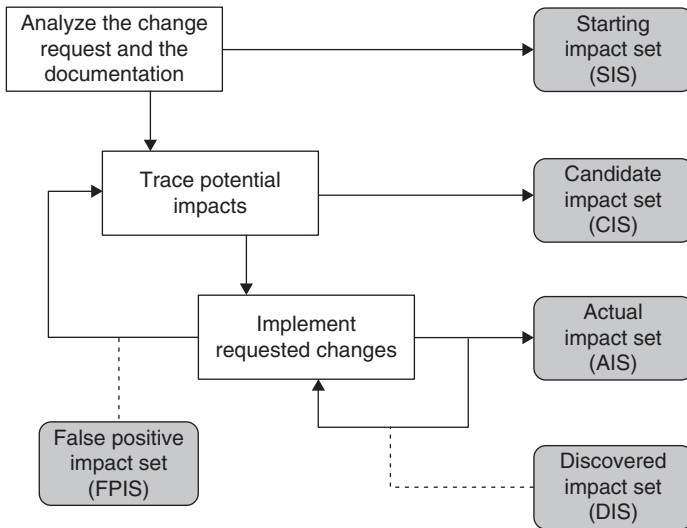 Analyze the change
request and the
documentation
Starting
impact set
(SIS)
Trace potential
impacts
Candidate
impact set
(CIS)
Implement
requested changes
Actual
impact set
(AIS)
False positive
impact set
(FPIS)
Discovered
impact set
(DIS)